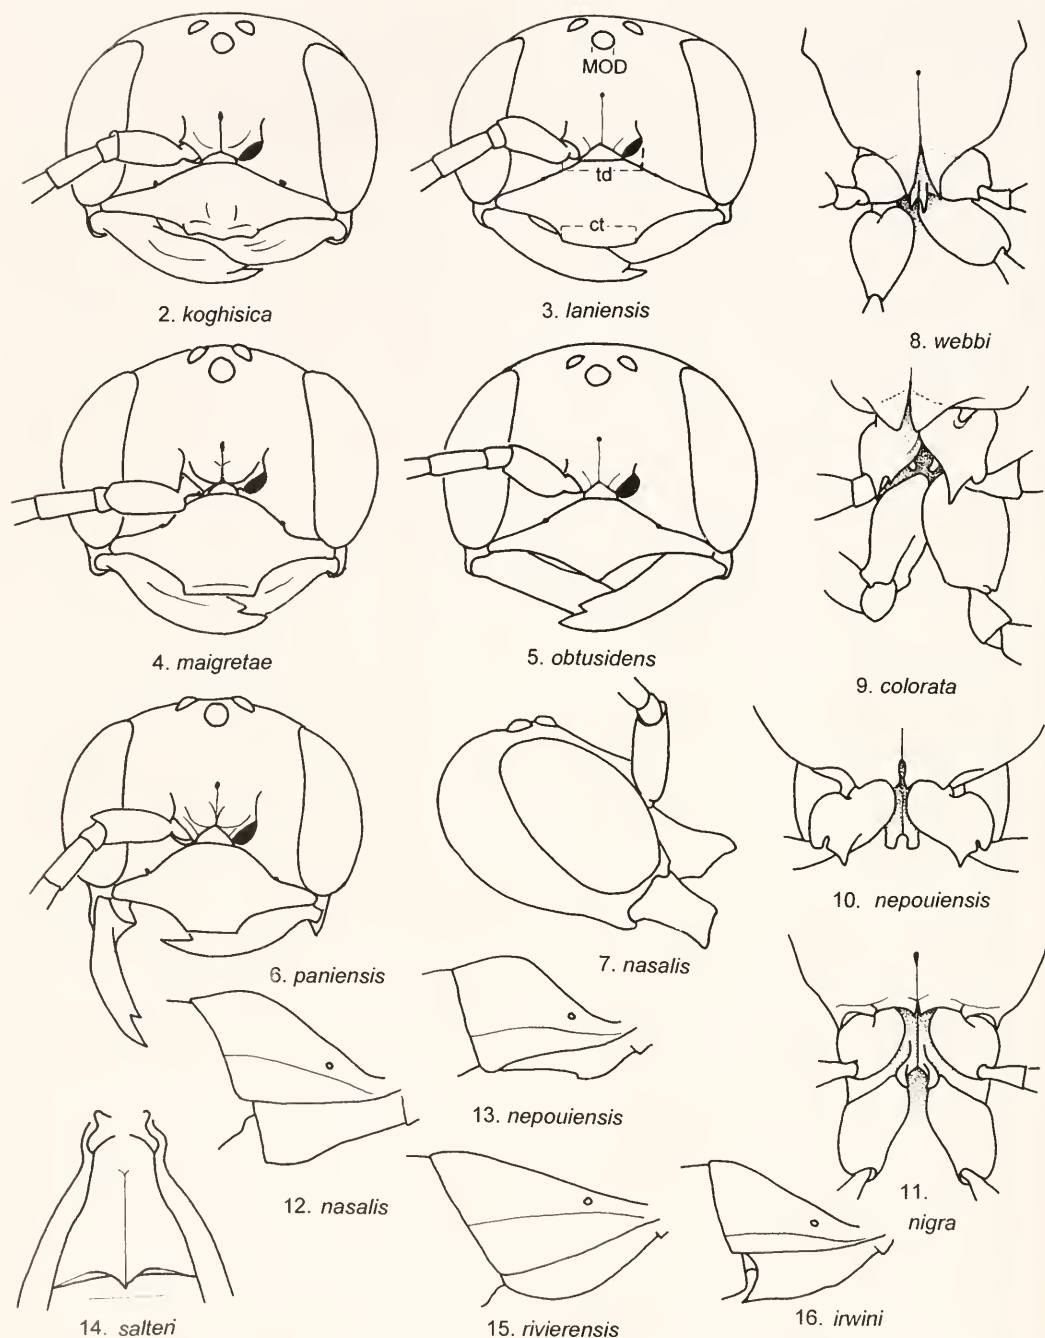 MOD
td
ct
2. koghisica
3. laniensis
8. webbi
4. maigretae
5. obtusidens
9. colorata
6. paniensis
7. nasalis
10. nepouiensis
12. nasalis
13. nepouiensis
11.
nigra
14. salteri
15. rivierensis
16. irwini